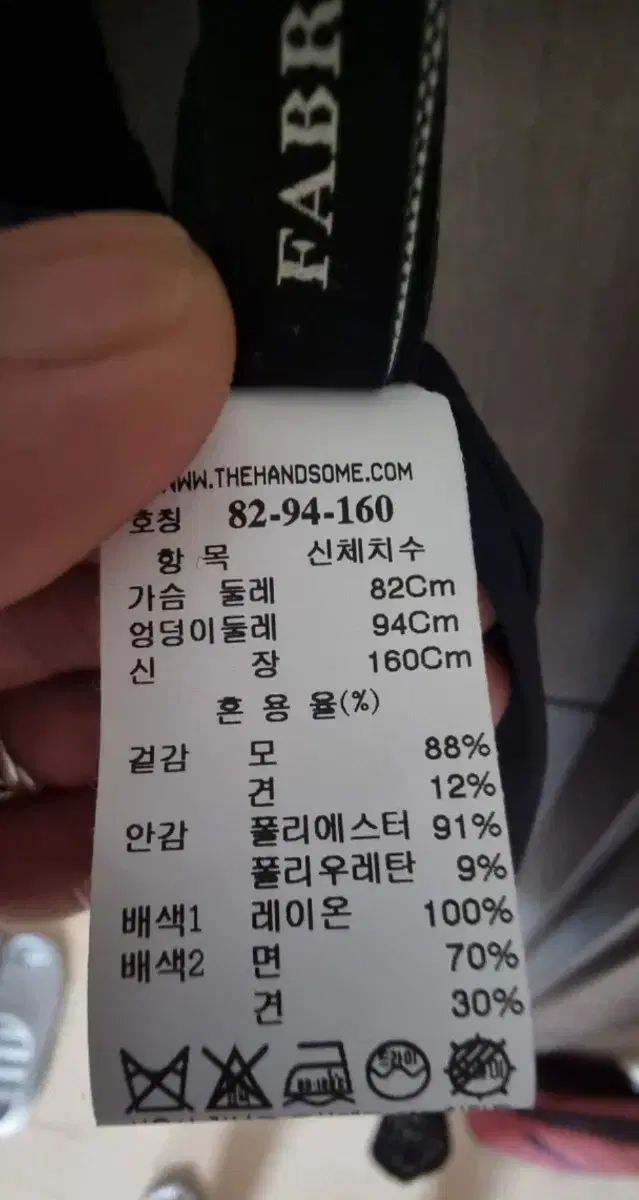 FABR
WWW.THEHANDSOME.COM
호칭 82-94-160
항 목 신체치수
가슴 둘레 82Cm
엉덩이둘레 94Cm
신 장 160Cm
혼 용 율(%)
겉감 모 88%
견 12%
안감 폴리에스터 91%
폴리우레탄 9%
배색1 레이온 100%
배색2 면 70%
견 30%
드라이